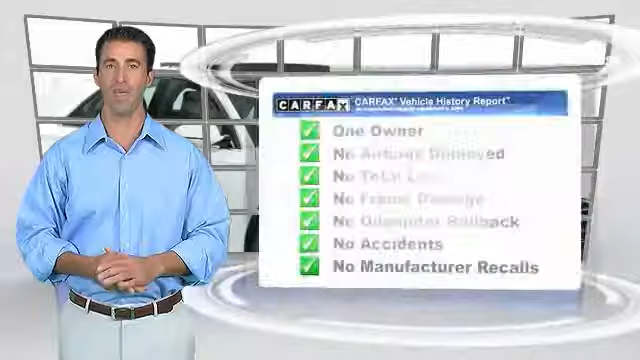 CARFAX CARFAX® Vehicle History Report™
One Owner
No Airbags Deployed
No Total Loss
No Frame Damage
No Odometer Rollback
No Accidents
No Manufacturer Recalls